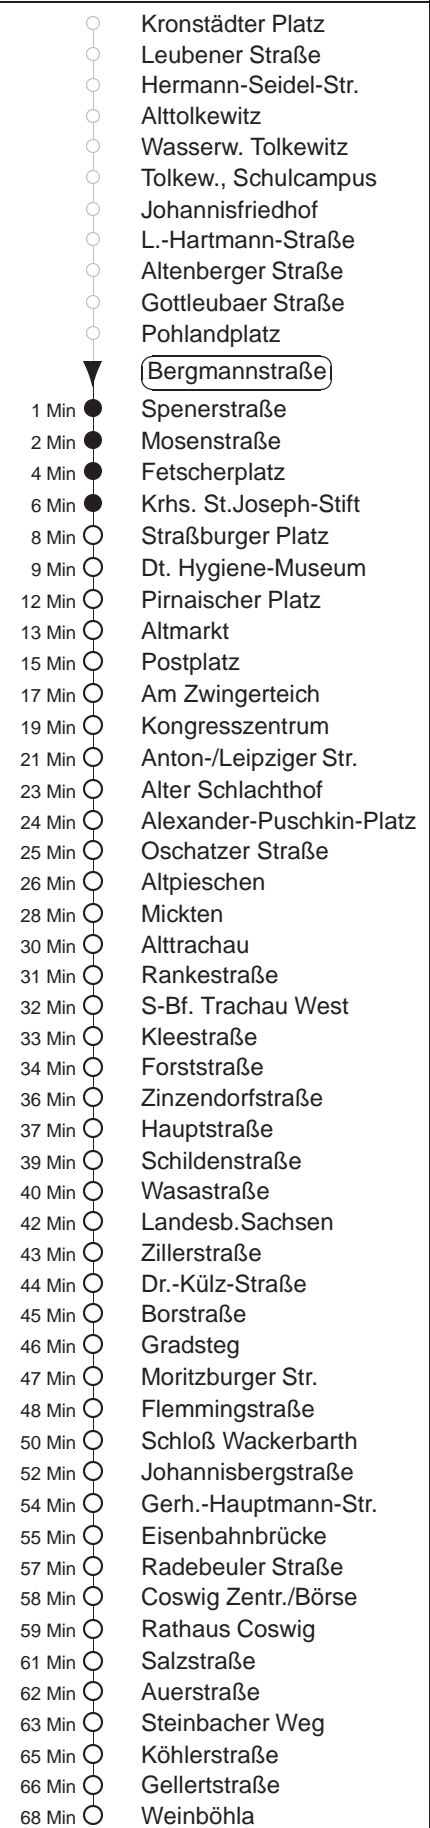 Kronstädter Platz
Leubener Straße
Hermann-Seidel-Str.
Alttolkewitz
Wasserw. Tolkewitz
Tolkew., Schulcampus
Johannisfriedhof
L.-Hartmann-Straße
Altenberger Straße
Gottleubaer Straße
Pohlandplatz
Bergmannstraße
1 Min Spenerstraße
2 Min Mosenstraße
4 Min Fetscherplatz
6 Min Krhs. St.Joseph-Stift
8 Min Straßburger Platz
9 Min Dt. Hygiene-Museum
12 Min Pirnaischer Platz
13 Min Altmarkt
15 Min Postplatz
17 Min Am Zwingerteich
19 Min Kongresszentrum
21 Min Anton-/Leipziger Str.
23 Min Alter Schlachthof
24 Min Alexander-Puschkin-Platz
25 Min Oschatzer Straße
26 Min Altpieschen
28 Min Mickten
30 Min Alttrachau
31 Min Rankestraße
32 Min S-Bf. Trachau West
33 Min Kleestraße
34 Min Forststraße
36 Min Zinzendorfstraße
37 Min Hauptstraße
39 Min Schildenstraße
40 Min Wasastraße
42 Min Landesb.Sachsen
43 Min Zillerstraße
44 Min Dr.-Külz-Straße
45 Min Borstraße
46 Min Gradsteg
47 Min Moritzburger Str.
48 Min Flemmingstraße
50 Min Schloß Wackerbarth
52 Min Johannisbergstraße
54 Min Gerh.-Hauptmann-Str.
55 Min Eisenbahnbrücke
57 Min Radebeuler Straße
58 Min Coswig Zentr./Börse
59 Min Rathaus Coswig
61 Min Salzstraße
62 Min Auerstraße
63 Min Steinbacher Weg
65 Min Köhlerstraße
66 Min Gellertstraße
68 Min Weinböhla